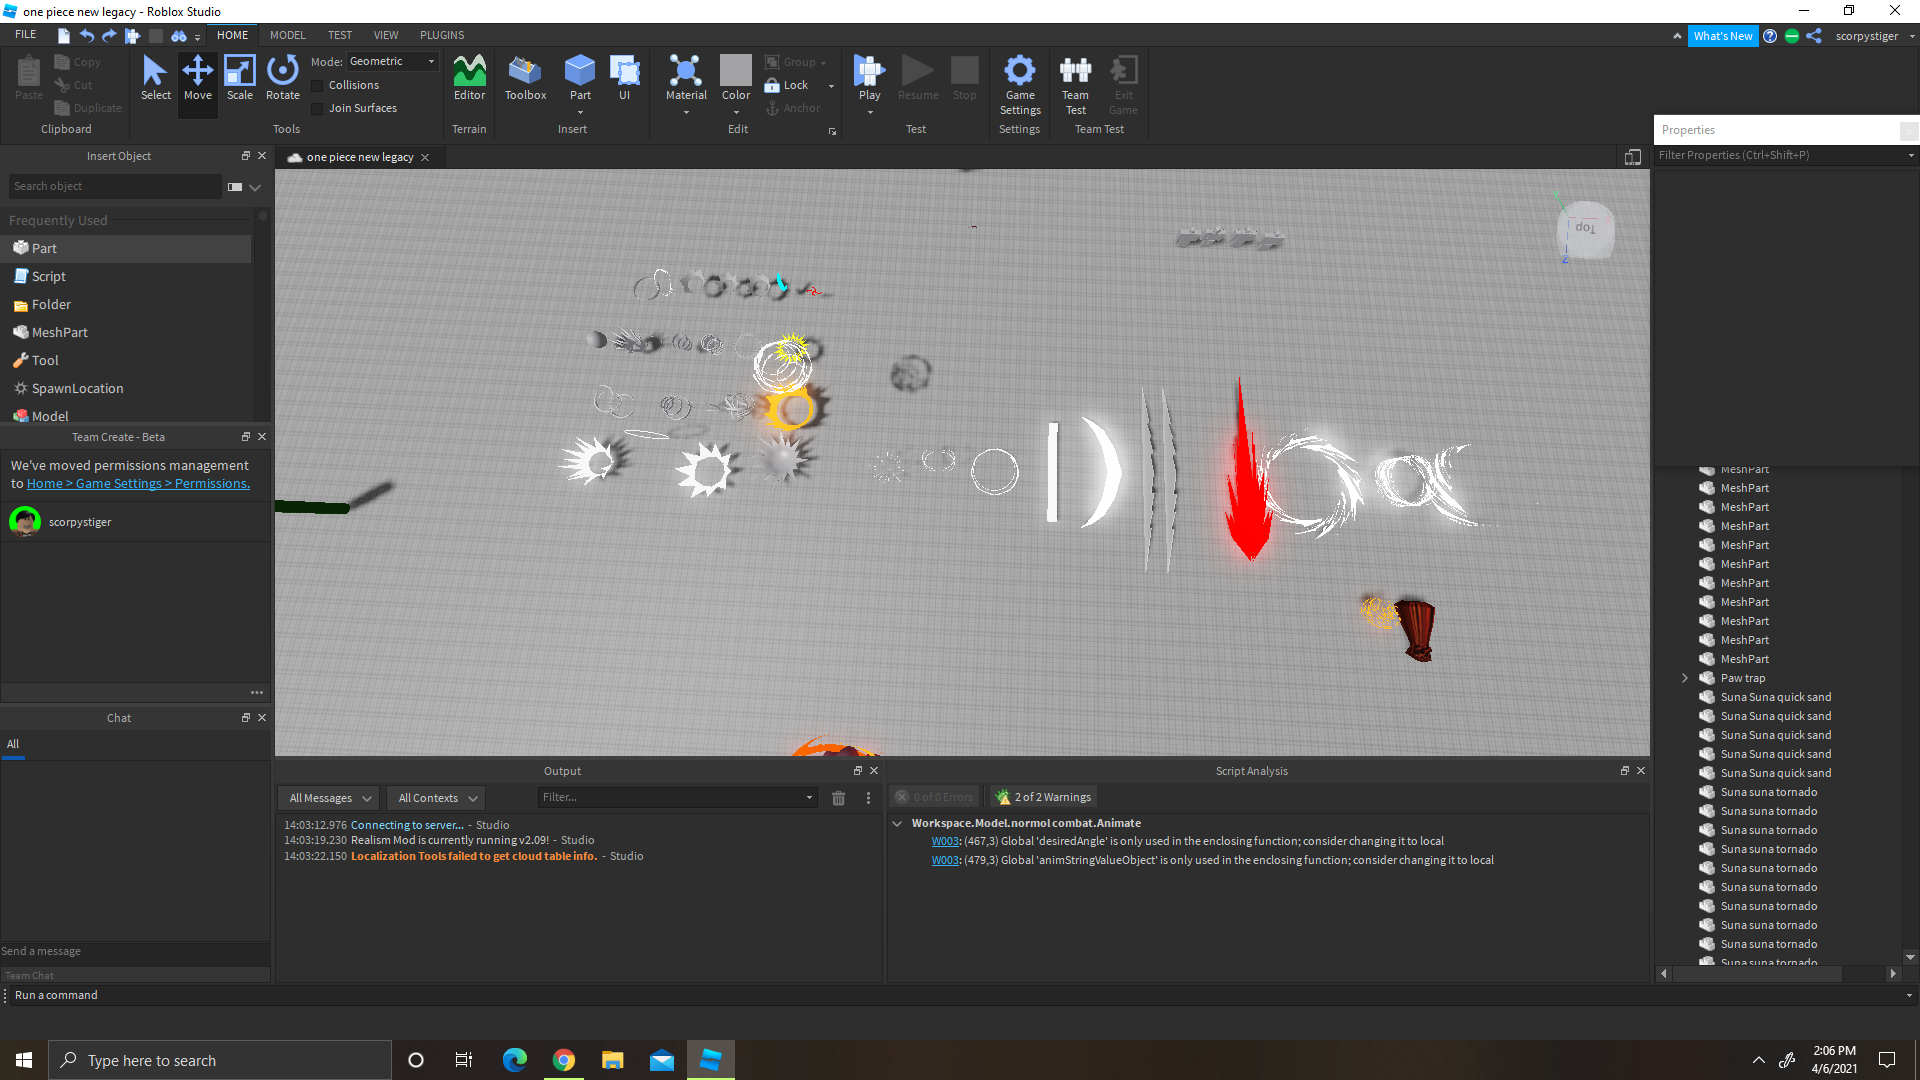 one piece new legacy - Roblox Studio
FILE
HOME
MODEL
TEST
VIEW
PLUGINS
What's New
scorpystiger
Paste
Copy
Cut
Duplicate
Clipboard
Select
Move
Scale
Rotate
Mode: Geometric
Collisions
Join Surfaces
Tools
Editor
Terrain
Toolbox
Part
UI
Insert
Material
Color
Group
Lock
Anchor
Edit
Play
Resume
Stop
Test
Game Settings
Settings
Team Test
Exit Game
Team Test
Insert Object
Search object
Frequently Used
Part
Script
Folder
MeshPart
Tool
SpawnLocation
Model
Team Create - Beta
We've moved permissions management
to Home > Game Settings > Permissions.
scorpystiger
Chat
All
Send a message
Team Chat
one piece new legacy
Top
Z
Properties
Filter Properties (Ctrl+Shift+P)
MeshPart
MeshPart
MeshPart
MeshPart
MeshPart
MeshPart
MeshPart
MeshPart
MeshPart
MeshPart
MeshPart
Paw trap
Suna Suna quick sand
Suna Suna quick sand
Suna Suna quick sand
Suna Suna quick sand
Suna Suna quick sand
Suna suna tornado
Suna suna tornado
Suna suna tornado
Suna suna tornado
Suna suna tornado
Suna suna tornado
Suna suna tornado
Suna suna tornado
Suna suna tornado
Suna suna tornado
Output
All Messages
All Contexts
Filter...
14:03:12.976 Connecting to server... - Studio
14:03:19.230 Realism Mod is currently running v2.09! - Studio
14:03:22.150 Localization Tools failed to get cloud table info. - Studio
Script Analysis
0 of 0 Errors
2 of 2 Warnings
Workspace.Model.normol combat.Animate
W003: (467,3) Global 'desiredAngle' is only used in the enclosing function; consider changing it to local
W003: (479,3) Global 'animStringValueObject' is only used in the enclosing function; consider changing it to local
Run a command
Type here to search
2:06 PM
4/6/2021